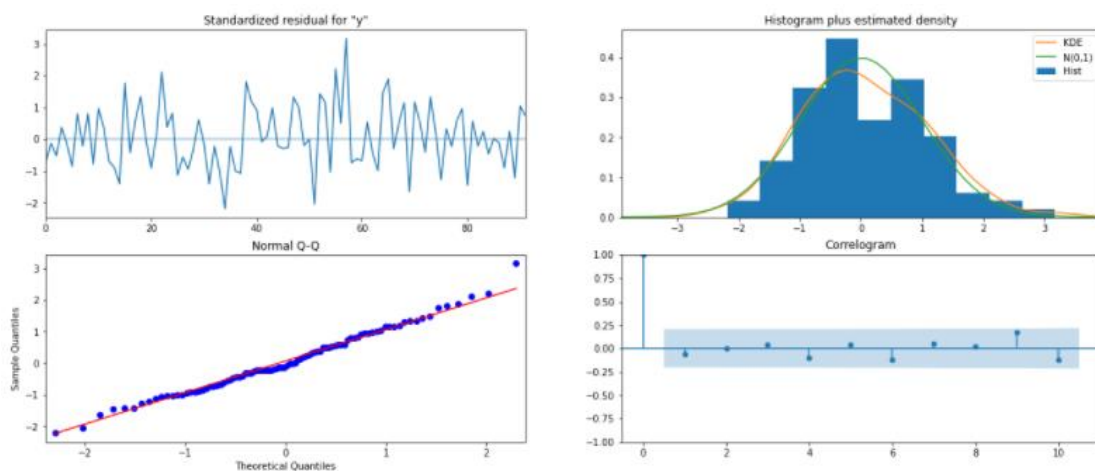 Standardized residual for "y"
3
2
1
0
-1
-2
0 20 40 60 80
Histogram plus estimated density
KDE
N(0,1)
Hist
0.4
0.3
0.2
0.1
0.0
-3 -2 -1 0 1 2 3
Normal Q-Q
Sample Quantiles
3
2
1
0
-1
-2
-2 -1 0 1 2
Theoretical Quantiles
Correlogram
1.00
0.75
0.50
0.25
0.00
-0.25
-0.50
-0.75
-1.00
0 2 4 6 8 10